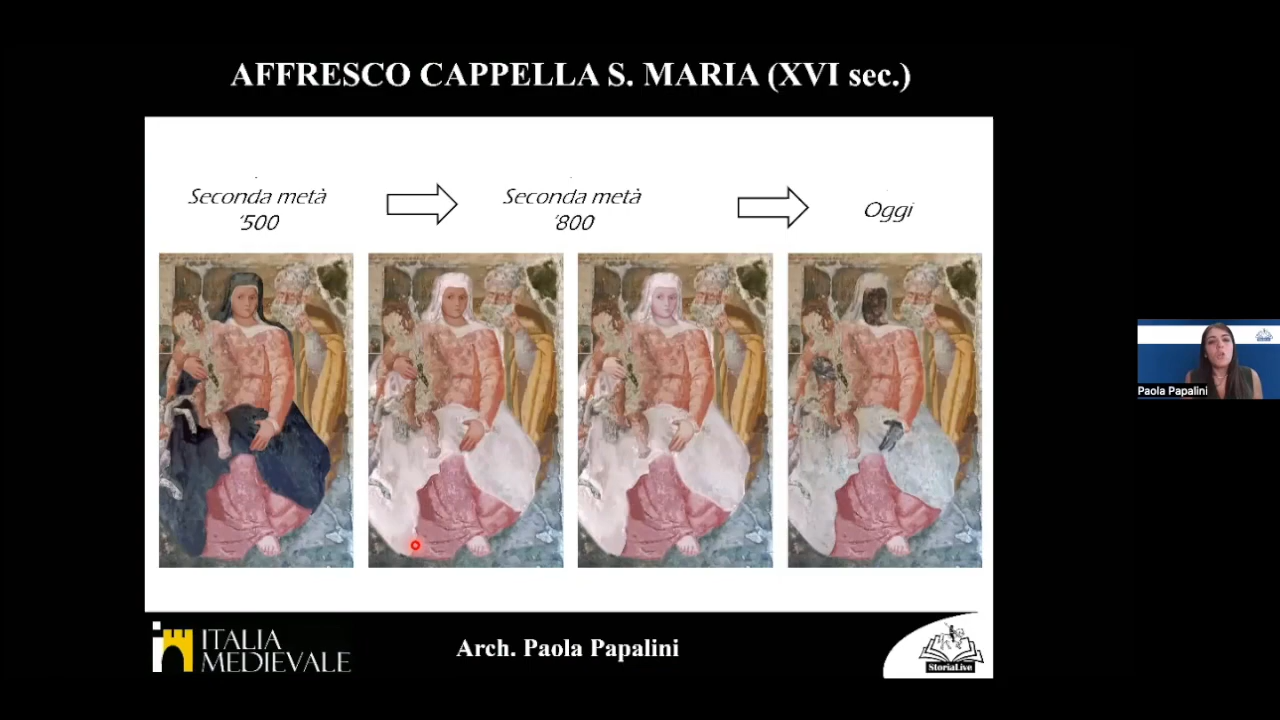 AFFRESCO CAPPELLA S. MARIA (XVI sec.)
Seconda metà
'500
Seconda metà
'800
Oggi
Paola Papalini
ITALIA
MEDIEVALE
Arch. Paola Papalini
StoriaLive